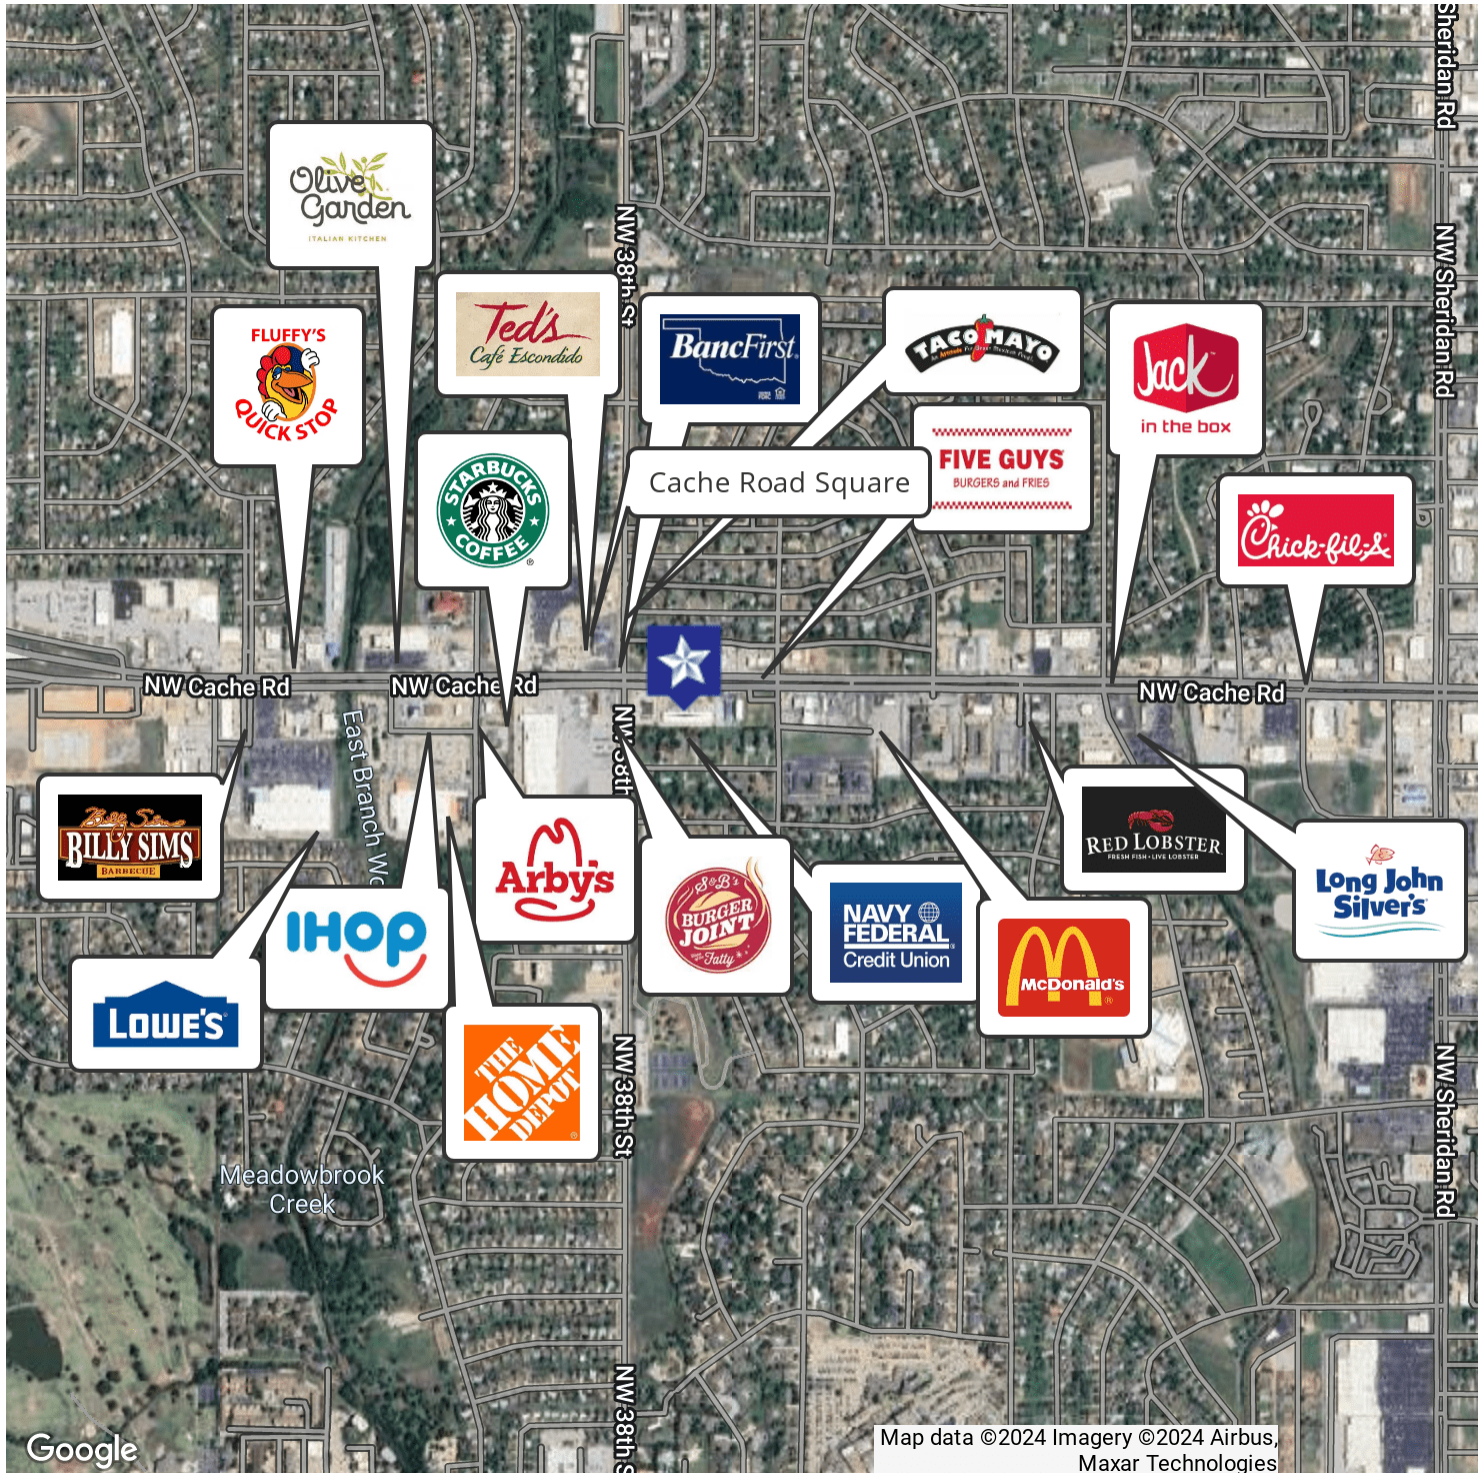 Sheridan Rd
Olive
Garden
ITALIAN KITCHEN
NW 38th St
NW Sheridan Rd
Ted's
Café Escondido
BancFirst
TACO MAYO
FLUFFY'S
QUICK STOP
Jack
in the box
STARBUCKS
COFFEE
Cache Road Square
FIVE GUYS
BURGERS and FRIES
Chick-fil-A
NW Cache Rd
NW Cache Rd
NW Cache Rd
NW 38th
East Branch Wo
BILLY SIMS
BARBECUE
RED LOBSTER
FRESH FISH • LIVE LOBSTER
Arby's
Long John
Silver's
S&B's
BURGER
JOINT
Fatty
NAVY
FEDERAL
Credit Union
IHOP
McDonald's
LOWE'S
THE
HOME
DEPOT
NW 38th St
NW Sheridan Rd
Meadowbrook
Creek
NW 38th S
Google
Map data ©2024 Imagery ©2024 Airbus,
Maxar Technologies